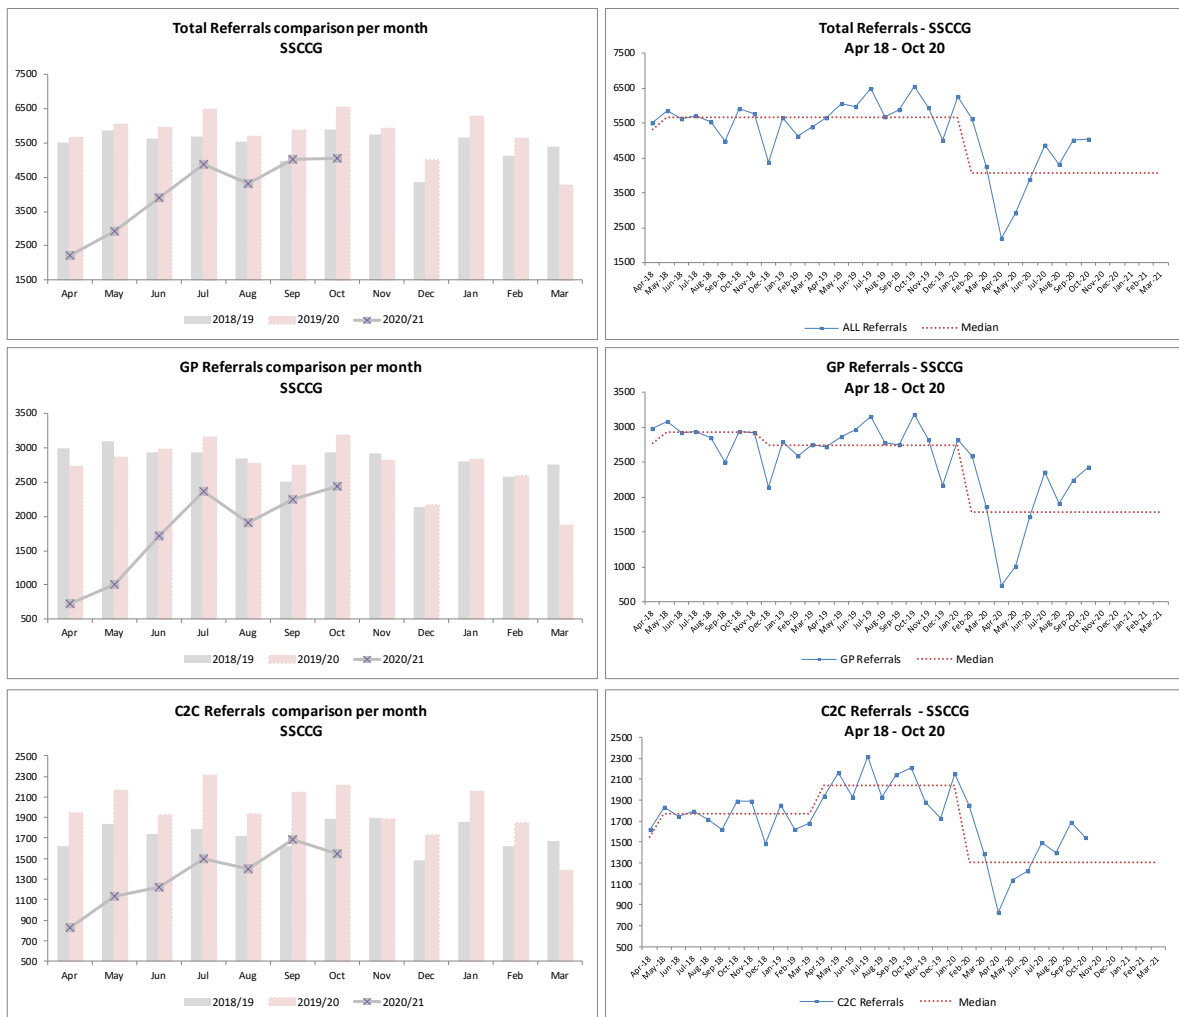 Total Referrals comparison per month
SSCCG
7500
6500
5500
4500
3500
2500
1500
Apr May Jun Jul Aug Sep Oct Nov Dec Jan Feb Mar
2018/19 2019/20 2020/21
Total Referrals - SSCCG
Apr 18 - Oct 20
7500
6500
5500
4500
3500
2500
1500
Apr-18 May-18 Jun-18 Jul-18 Aug-18 Sep-18 Oct-18 Nov-18 Dec-18 Jan-19 Feb-19 Mar-19 Apr-19 May-19 Jun-19 Jul-19 Aug-19 Sep-19 Oct-19 Nov-19 Dec-19 Jan-20 Feb-20 Mar-20 Apr-20 May-20 Jun-20 Jul-20 Aug-20 Sep-20 Oct-20 Nov-20 Dec-20 Jan-21 Feb-21 Mar-21
ALL Referrals Median
GP Referrals comparison per month
SSCCG
3500
3000
2500
2000
1500
1000
500
Apr May Jun Jul Aug Sep Oct Nov Dec Jan Feb Mar
2018/19 2019/20 2020/21
GP Referrals - SSCCG
Apr 18 - Oct 20
3500
3000
2500
2000
1500
1000
500
Apr-18 May-18 Jun-18 Jul-18 Aug-18 Sep-18 Oct-18 Nov-18 Dec-18 Jan-19 Feb-19 Mar-19 Apr-19 May-19 Jun-19 Jul-19 Aug-19 Sep-19 Oct-19 Nov-19 Dec-19 Jan-20 Feb-20 Mar-20 Apr-20 May-20 Jun-20 Jul-20 Aug-20 Sep-20 Oct-20 Nov-20 Dec-20 Jan-21 Feb-21 Mar-21
GP Referrals Median
C2C Referrals comparison per month
SSCCG
2500
2300
2100
1900
1700
1500
1300
1100
900
700
500
Apr May Jun Jul Aug Sep Oct Nov Dec Jan Feb Mar
2018/19 2019/20 2020/21
C2C Referrals - SSCCG
Apr 18 - Oct 20
2500
2300
2100
1900
1700
1500
1300
1100
900
700
500
Apr-18 May-18 Jun-18 Jul-18 Aug-18 Sep-18 Oct-18 Nov-18 Dec-18 Jan-19 Feb-19 Mar-19 Apr-19 May-19 Jun-19 Jul-19 Aug-19 Sep-19 Oct-19 Nov-19 Dec-19 Jan-20 Feb-20 Mar-20 Apr-20 May-20 Jun-20 Jul-20 Aug-20 Sep-20 Oct-20 Nov-20 Dec-20 Jan-21 Feb-21 Mar-21
C2C Referrals Median